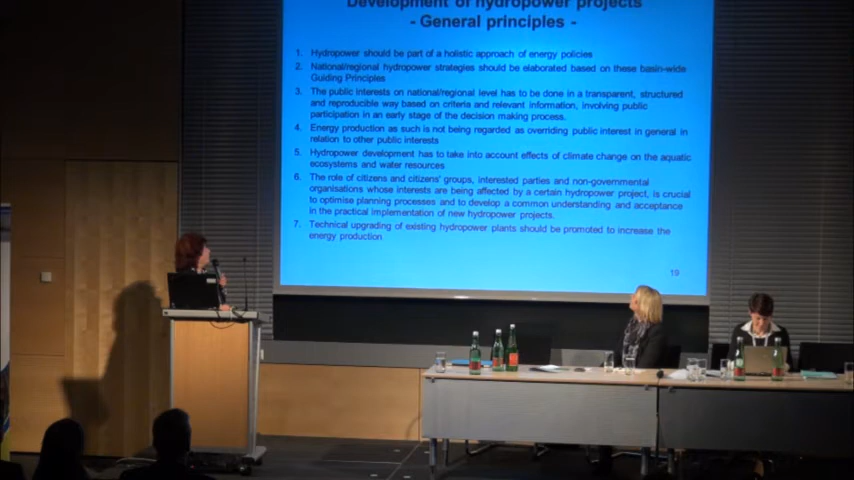 Development of hydropower projects
- General principles -
1. Hydropower should be part of a holistic approach of energy policies
2. National/regional hydropower strategies should be elaborated based on these basin-wide
Guiding Principles
3. The public interests on national/regional level has to be done in a transparent, structured
and reproducible way based on criteria and relevant information, involving public
participation in an early stage of the decision making process.
4. Energy production as such is not being regarded as overriding public interest in general in
relation to other public interests
5. Hydropower development has to take into account effects of climate change on the aquatic
ecosystems and water resources
6. The role of citizens and citizens' groups, interested parties and non-governmental
organisations whose interests are being affected by a certain hydropower project, is crucial
to optimise planning processes and to develop a common understanding and acceptance
in the practical implementation of new hydropower projects.
7. Technical upgrading of existing hydropower plants should be promoted to increase the
energy production
19